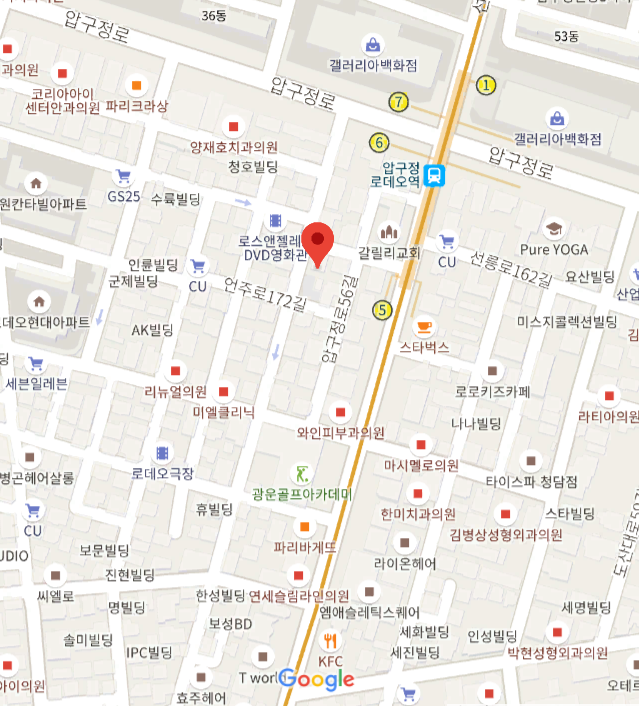 36동
53동
압구정로
갤러리아백화점
과의원
코리아아이
센터안과의원
파리크라상
압구정로
1
7
갤러리아백화점
양재호치과의원
6
청호빌딩
압구정로
압구정
로데오역
원칸타빌아파트
GS25
수륙빌딩
로스앤젤레
DVD영화관
갈릴리교회
CU
Pure YOGA
선릉로162길
인륜빌딩
군제빌딩
CU
언주로172길
요산빌딩
산업
데오현대아파트
압구정로56길
5
AK빌딩
스타벅스
미스지콜렉션빌딩
김
세븐일레븐
리뉴얼의원
미엘클리닉
로로키즈카페
라티아의원
나나빌딩
와인피부과의원
마시멜로의원
병곤헤어살롱
로데오극장
타이스파 청담점
광운골프아카데미
한미치과의원
휴빌딩
스타빌딩
CU
김병상성형외과의원
도산대로50
파리바게뜨
UDIO
보문빌딩
라이온헤어
진현빌딩
씨엘로
한성빌딩
연세슬림라인의원
명빌딩
엠애슬레틱스퀘어
세명빌딩
보성BD
세화빌딩
솔미빌딩
인성빌딩
IPC빌딩
KFC
세진빌딩
박현성형외과의원
아이의원
T worl
Google
효주헤어
오테르